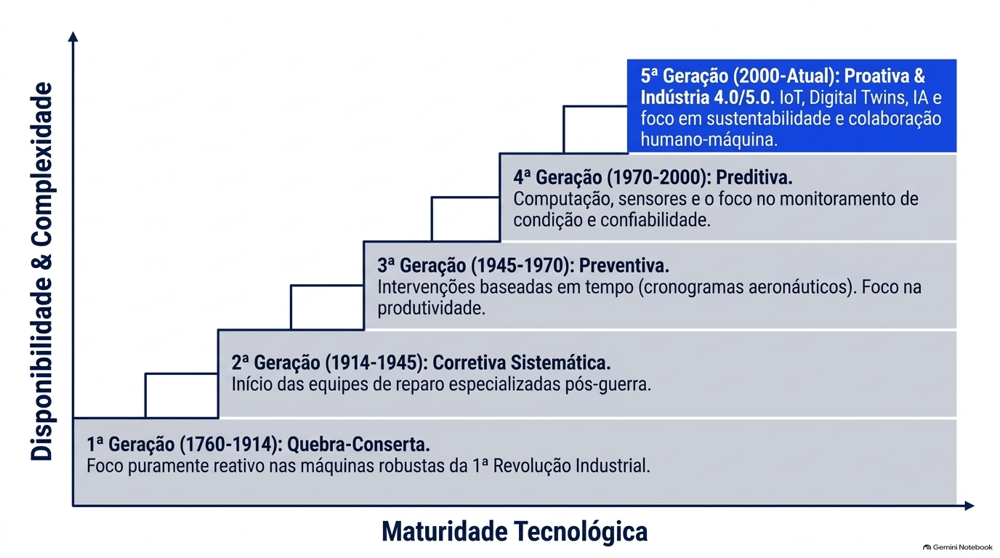 Disponibilidade & Complexidade
5ª Geração (2000-Atual): Proativa &
Indústria 4.0/5.0. IoT, Digital Twins, IA e
foco em sustentabilidade e colaboração
humano-máquina.
4ª Geração (1970-2000): Preditiva.
Computação, sensores e o foco no monitoramento de
condição e confiabilidade.
3ª Geração (1945-1970): Preventiva.
Intervenções baseadas em tempo (cronogramas aeronáuticos). Foco na
produtividade.
2ª Geração (1914-1945): Corretiva Sistemática.
Início das equipes de reparo especializadas pós-guerra.
1ª Geração (1760-1914): Quebra-Conserta.
Foco puramente reativo nas máquinas robustas da 1ª Revolução Industrial.
Maturidade Tecnológica
Gemini Notebook